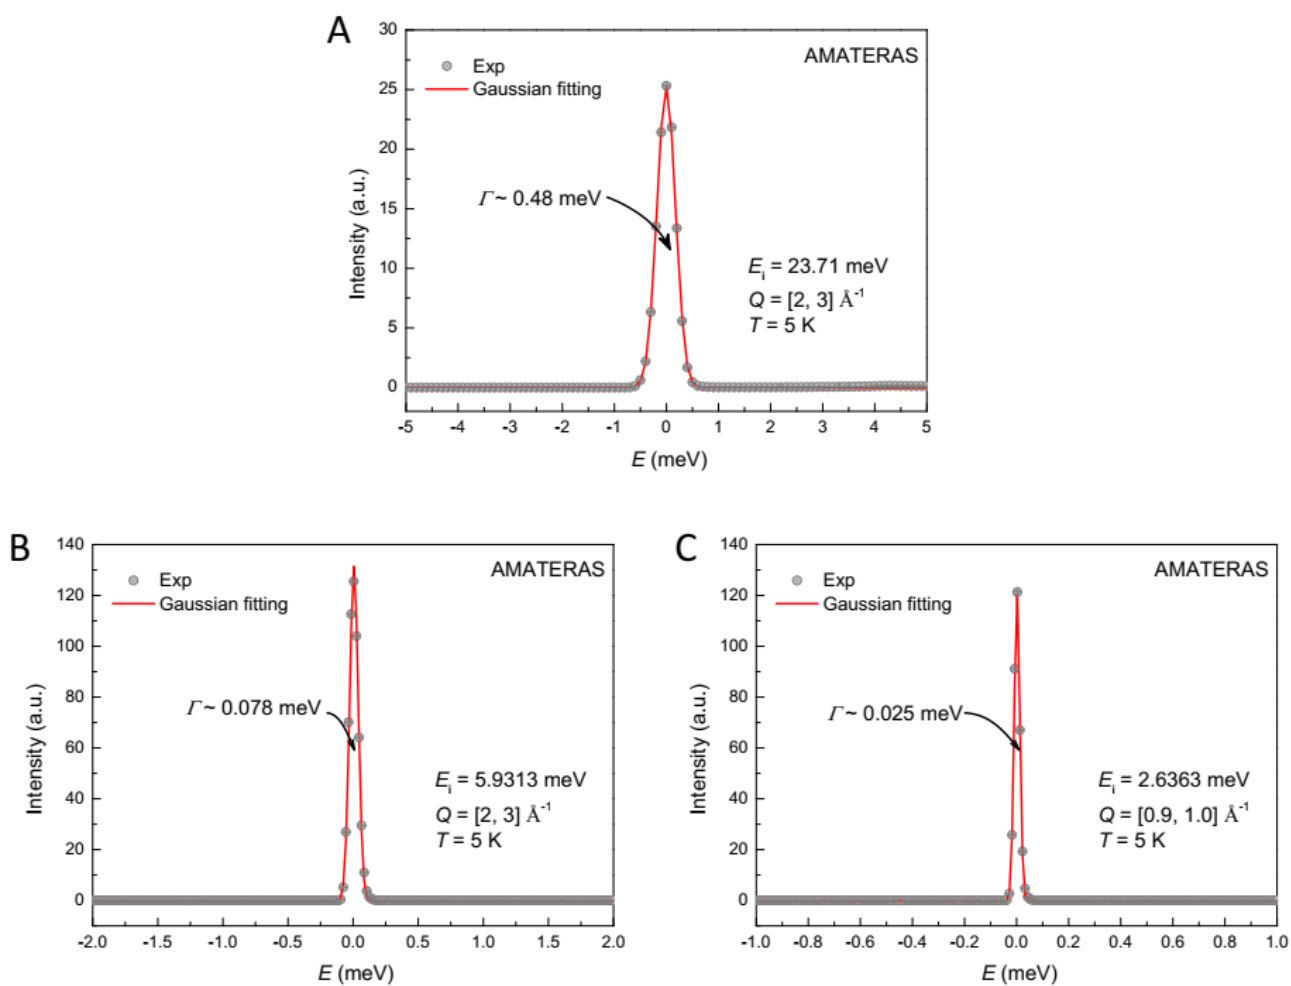 A
AMATERAS
Exp
Gaussian fitting
Γ ~ 0.48 meV
Ei = 23.71 meV
Q = [2, 3] Å-1
T = 5 K
Intensity (a.u.)
30
25
20
15
10
5
0
-5 -4 -3 -2 -1 0 1 2 3 4 5
E (meV)
B
AMATERAS
Exp
Gaussian fitting
Γ ~ 0.078 meV
Ei = 5.9313 meV
Q = [2, 3] Å-1
T = 5 K
Intensity (a.u.)
140
120
100
80
60
40
20
0
-2.0 -1.5 -1.0 -0.5 0.0 0.5 1.0 1.5 2.0
E (meV)
C
AMATERAS
Exp
Gaussian fitting
Γ ~ 0.025 meV
Ei = 2.6363 meV
Q = [0.9, 1.0] Å-1
T = 5 K
Intensity (a.u.)
140
120
100
80
60
40
20
0
-1.0 -0.8 -0.6 -0.4 -0.2 0.0 0.2 0.4 0.6 0.8 1.0
E (meV)